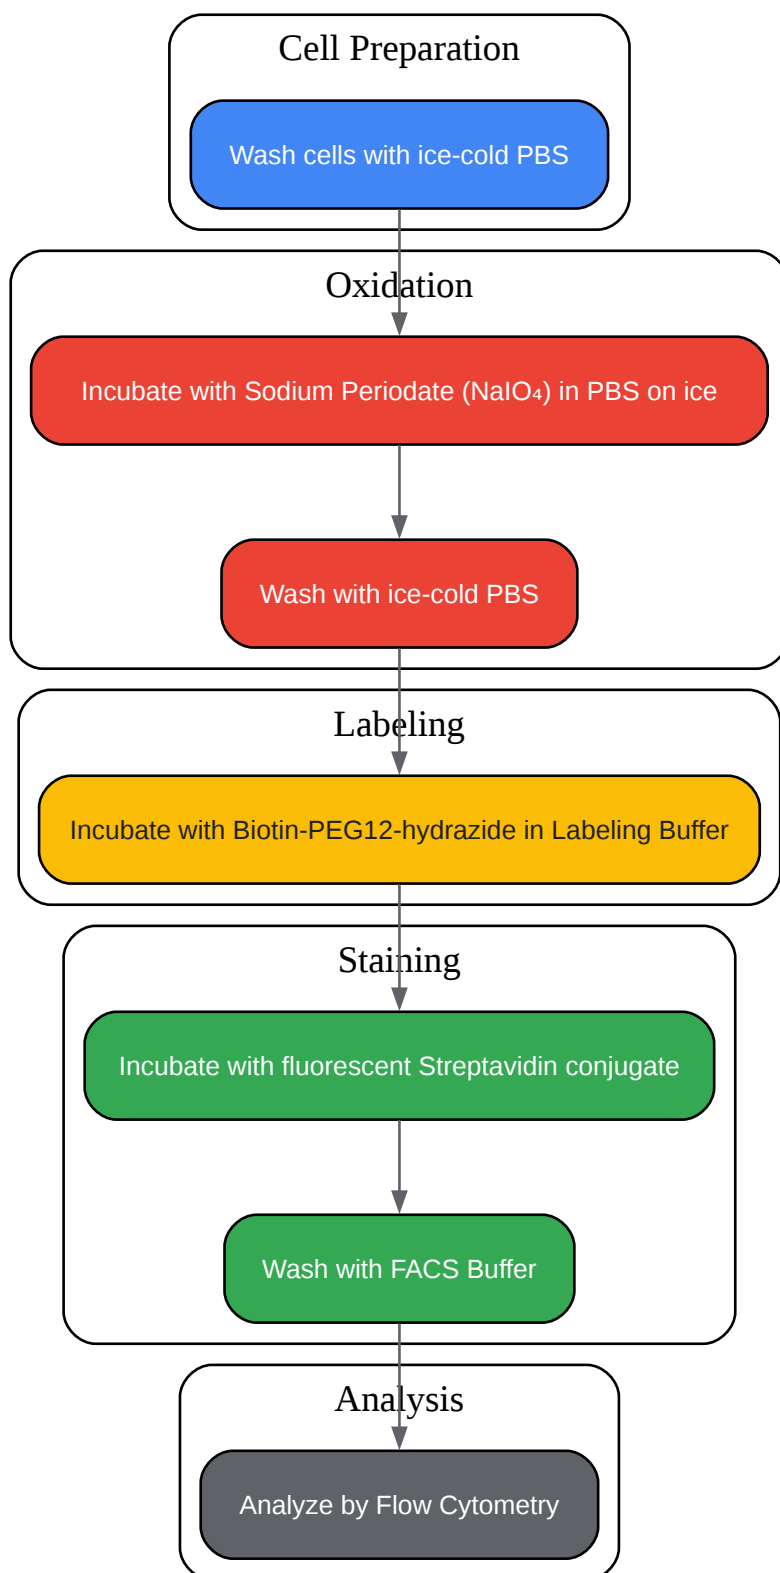 Cell Preparation
Wash cells with ice-cold PBS
Oxidation
Incubate with Sodium Periodate (NaIO₄) in PBS on ice
Wash with ice-cold PBS
Labeling
Incubate with Biotin-PEG12-hydrazide in Labeling Buffer
Staining
Incubate with fluorescent Streptavidin conjugate
Wash with FACS Buffer
Analysis
Analyze by Flow Cytometry